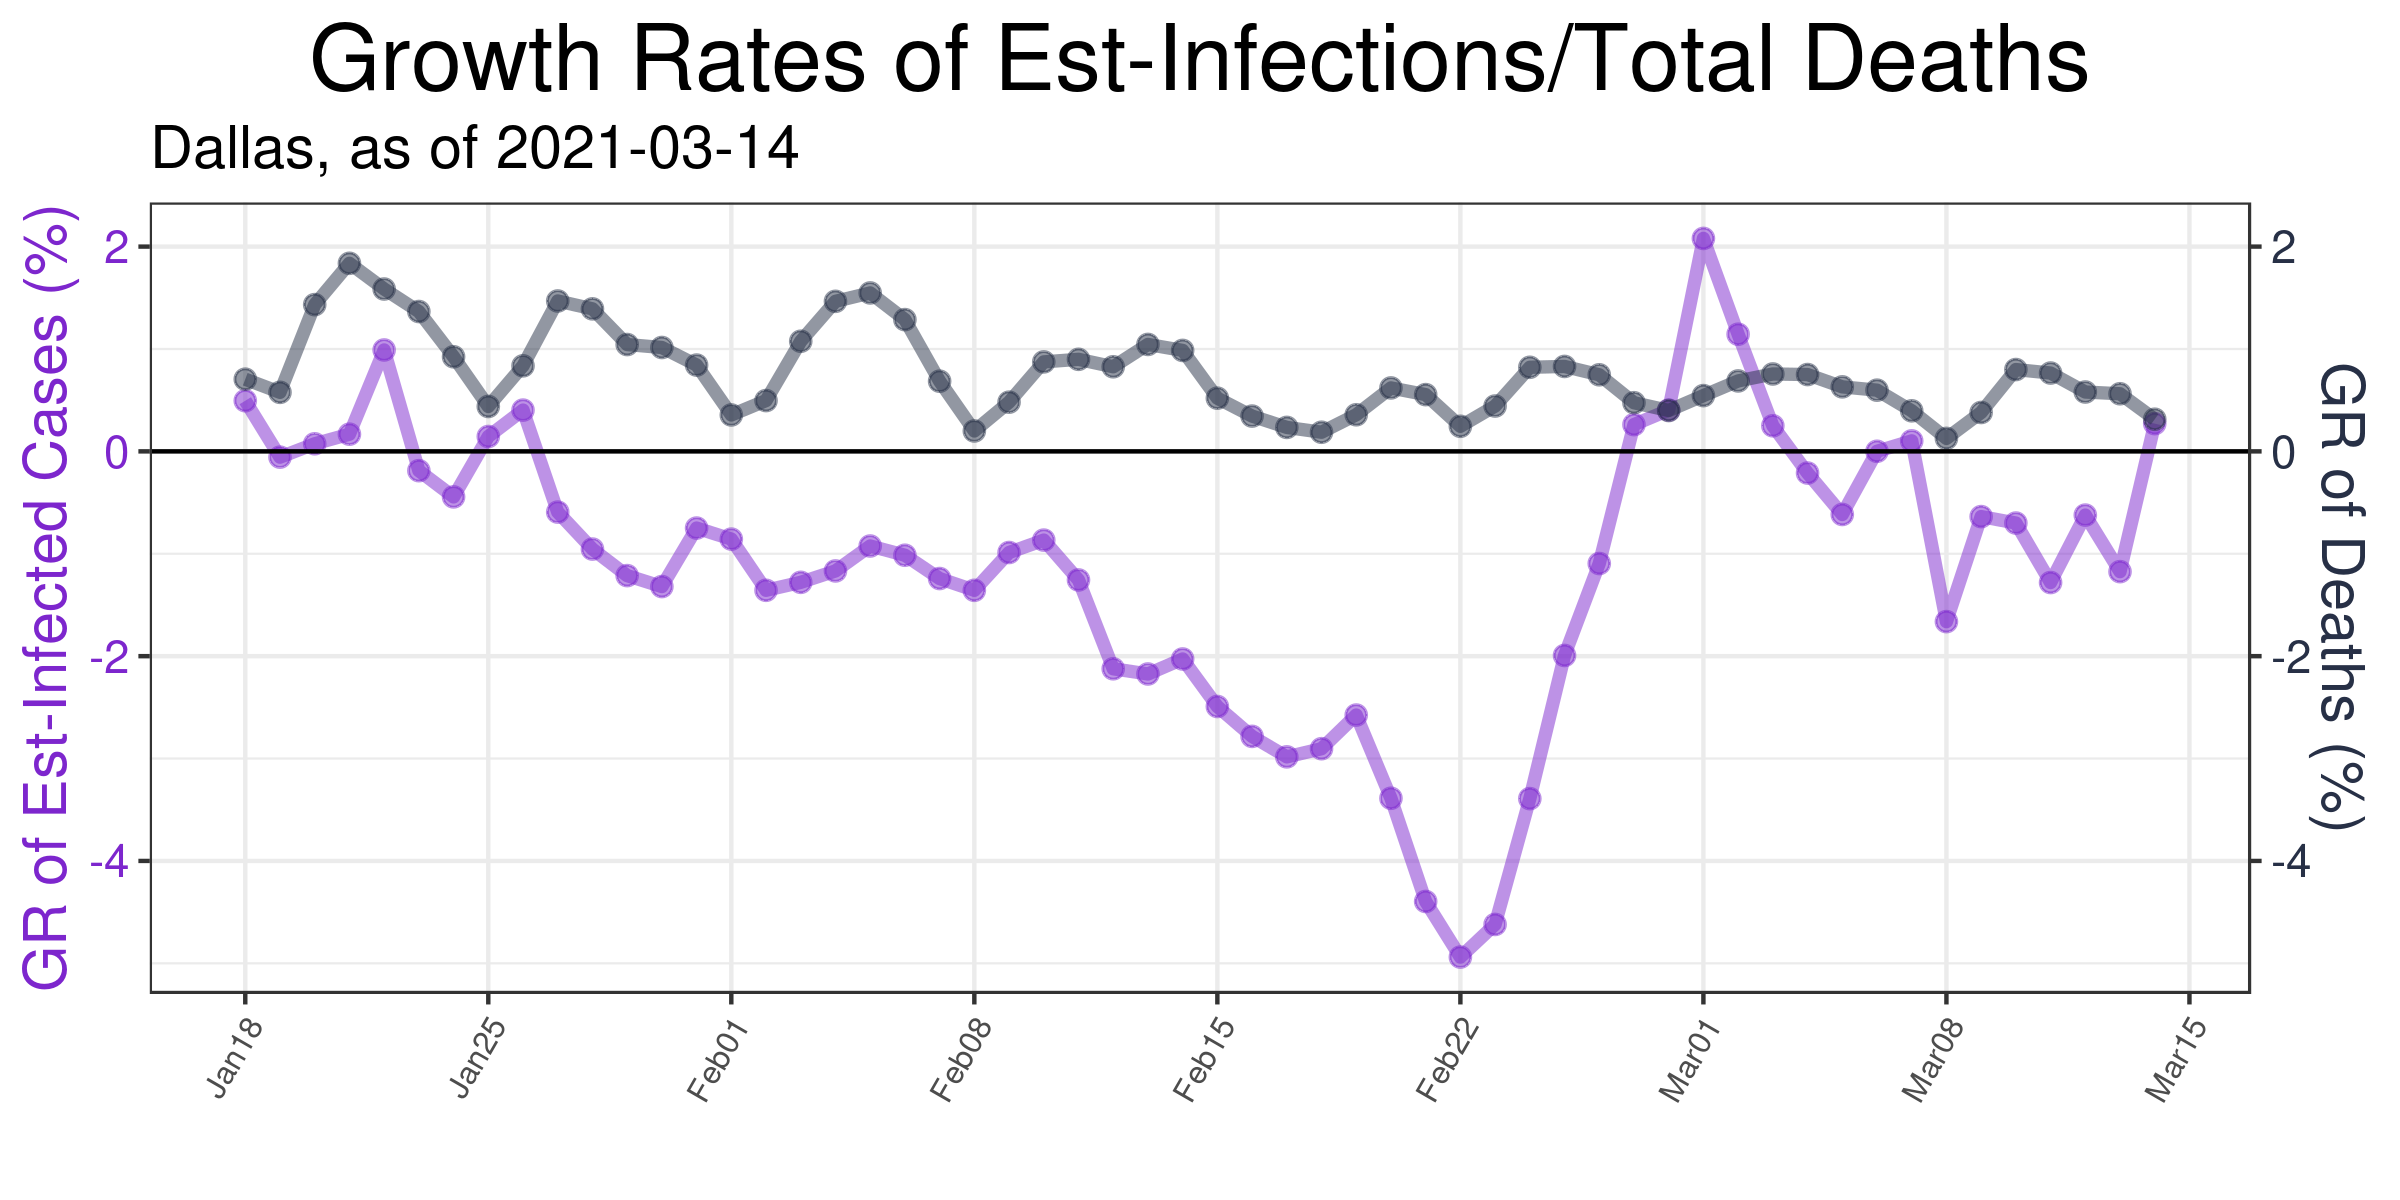 Growth Rates of Est-Infections/Total Deaths
Dallas, as of 2021-03-14
GR of Est-Infected Cases (%)
2
0
-2
-4
2
0
-2
-4
GR of Deaths (%)
Jan18
Jan25
Feb01
Feb08
Feb15
Feb22
Mar01
Mar08
Mar15